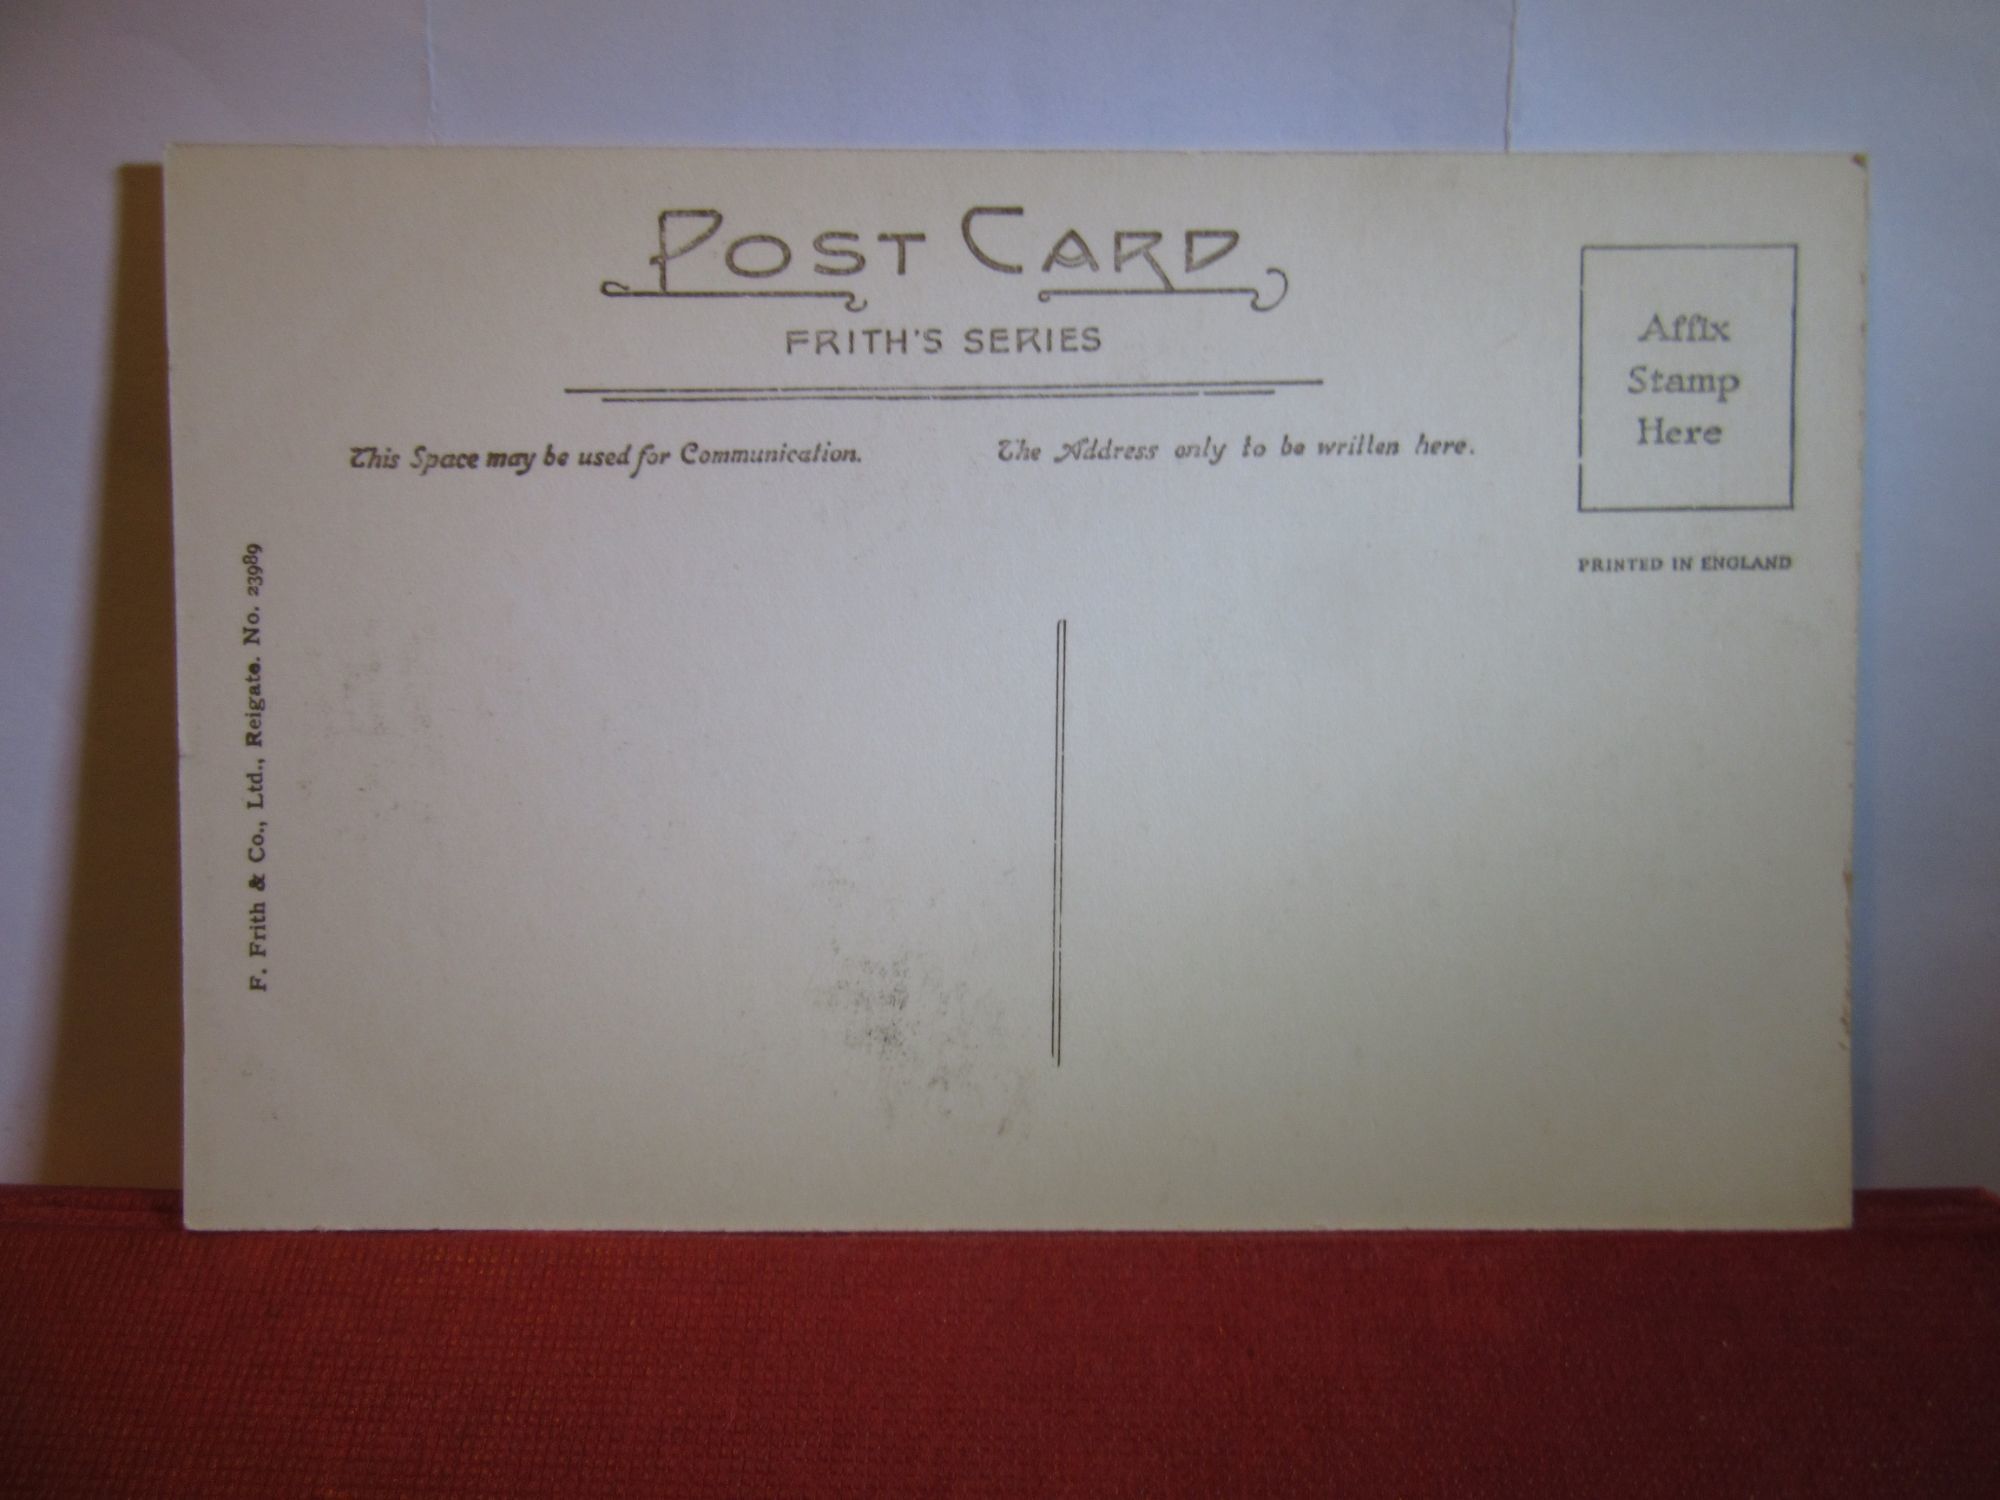 POST CARD
FRITH'S SERIES
This Space may be used for Communication.
The Address only to be written here.
Affix
Stamp
Here
PRINTED IN ENGLAND
F. Frith & Co., Ltd., Reigate. No. 23989